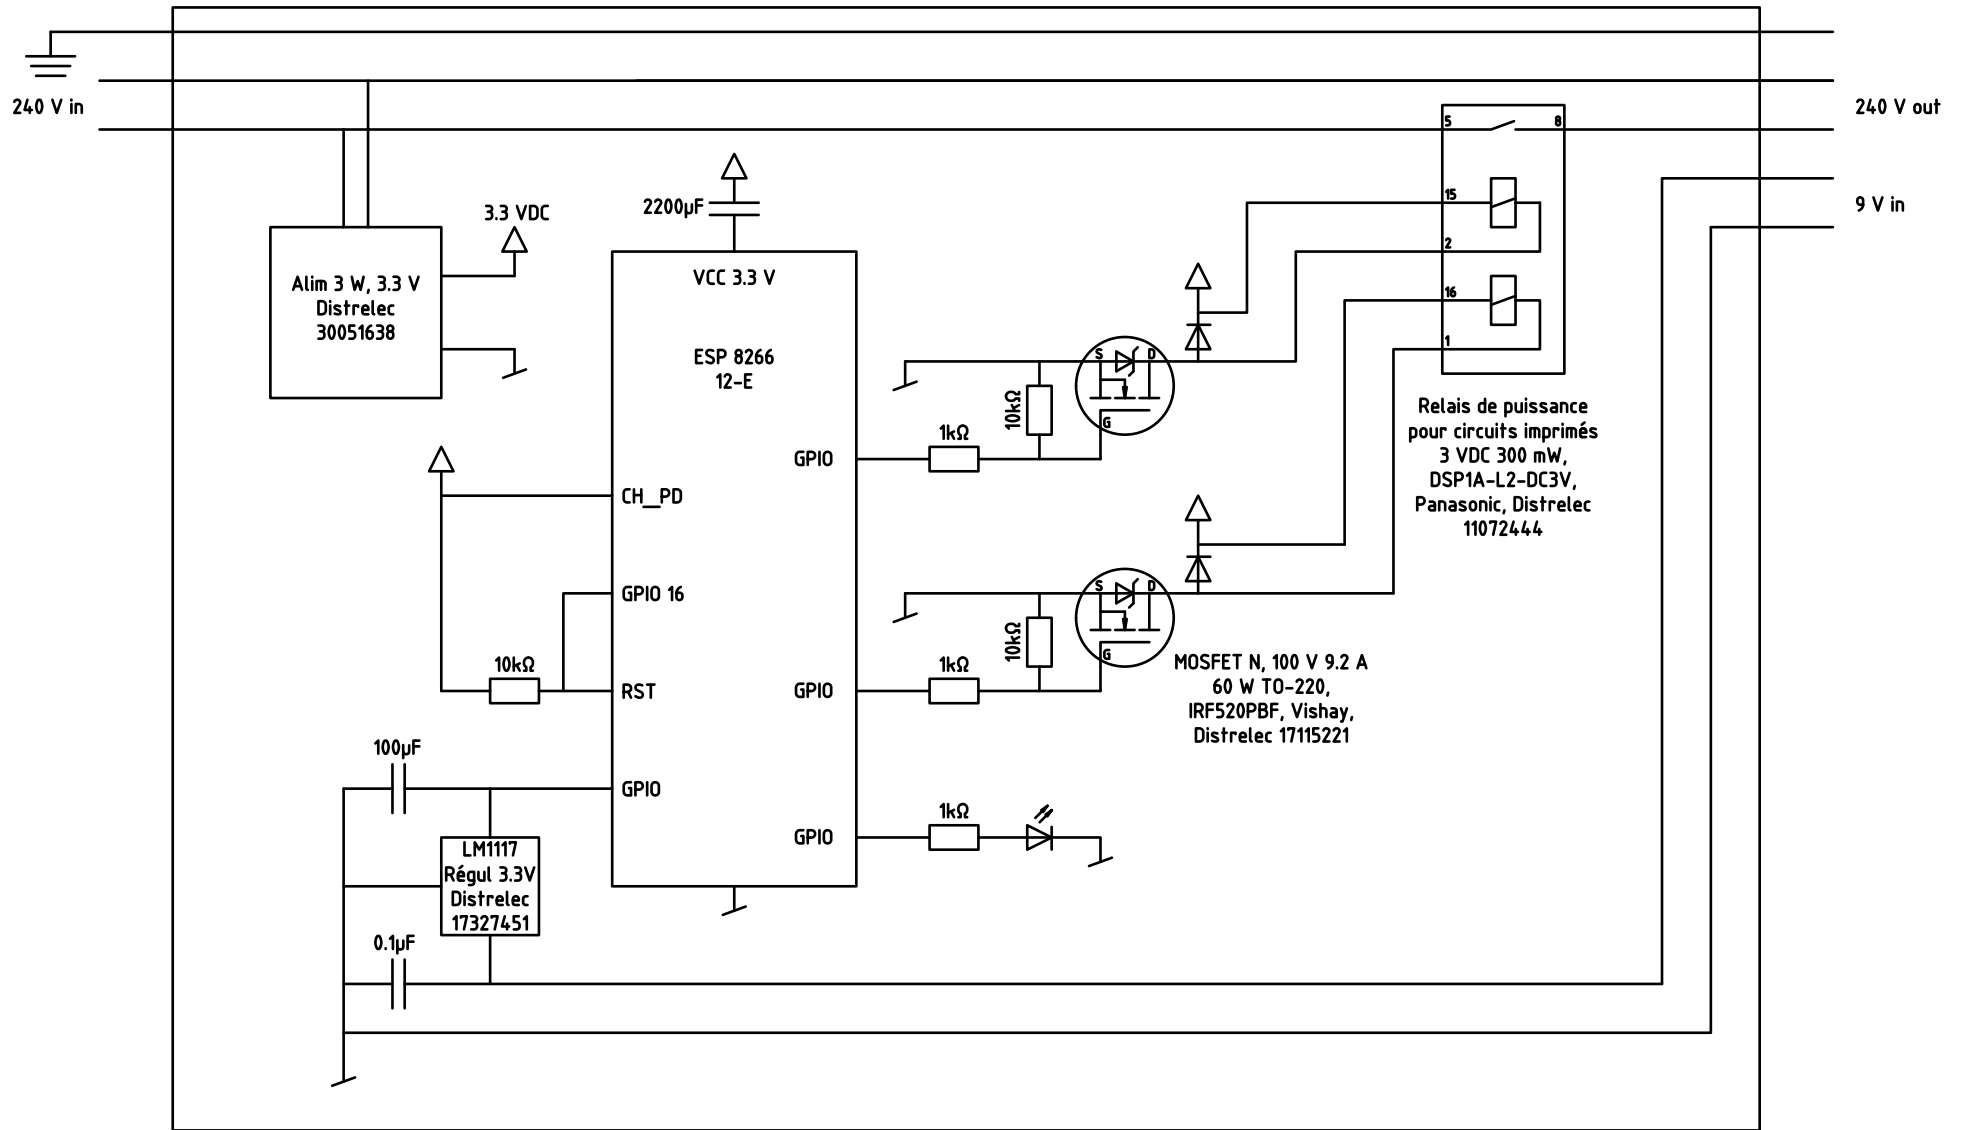 240 V in
240 V out
9 V in
3.3 VDC
Alim 3 W, 3.3 V
Distrelec
30051638
2200µF
VCC 3.3 V
ESP 8266
12-E
CH_PD
GPIO 16
RST
GPIO
GPIO
GPIO
GPIO
10kΩ
100µF
LM1117
Régul 3.3V
Distrelec
17327451
0.1µF
1kΩ
10kΩ
S
D
G
1kΩ
10kΩ
S
D
G
MOSFET N, 100 V 9.2 A
60 W TO-220,
IRF520PBF, Vishay,
Distrelec 17115221
1kΩ
5
8
15
2
16
1
Relais de puissance
pour circuits imprimés
3 VDC 300 mW,
DSP1A-L2-DC3V,
Panasonic, Distrelec
11072444